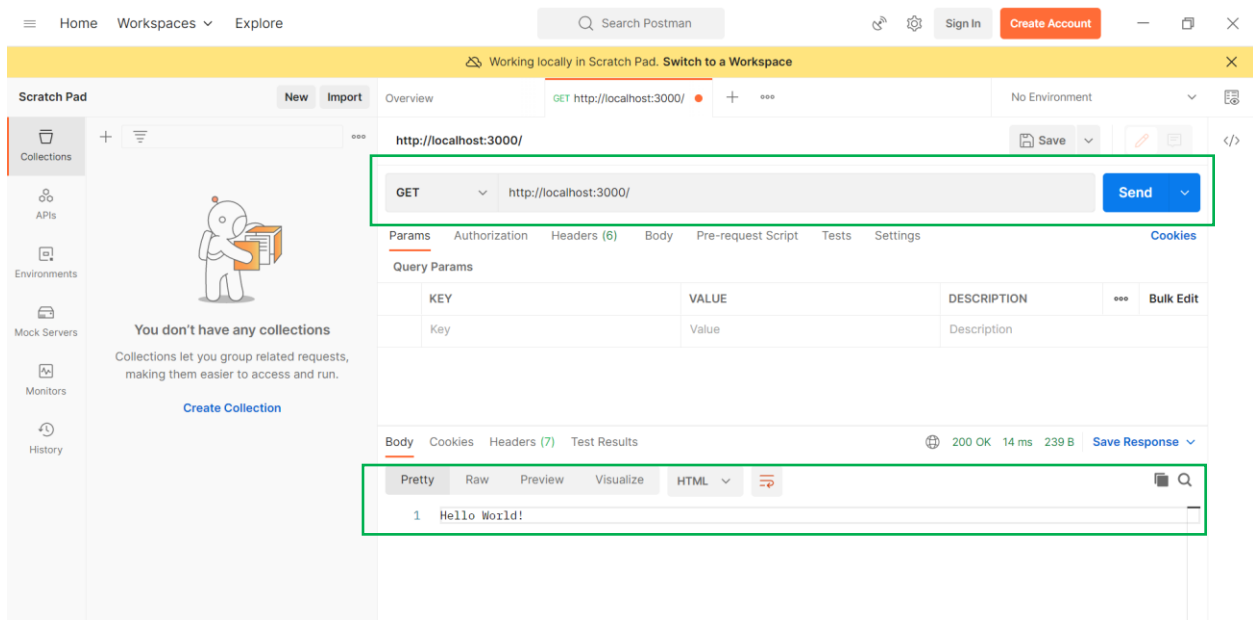 Home Workspaces Explore Search Postman Sign In Create Account
Working locally in Scratch Pad. Switch to a Workspace
Scratch Pad New Import Overview GET http://localhost:3000/ No Environment
Collections
http://localhost:3000/ Save
GET http://localhost:3000/ Send
APIs
Params Authorization Headers (6) Body Pre-request Script Tests Settings Cookies
Environments
Query Params
KEY VALUE DESCRIPTION Bulk Edit
Mock Servers
Key Value Description
You don't have any collections
Collections let you group related requests,
making them easier to access and run.
Monitors
Create Collection
History
Body Cookies Headers (7) Test Results 200 OK 14 ms 239 B Save Response
Pretty Raw Preview Visualize HTML
1 Hello World!